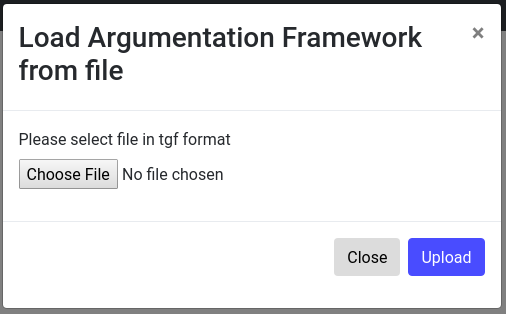 Load Argumentation Framework ×
from file
Please select file in tgf format
Choose File No file chosen
Close Upload